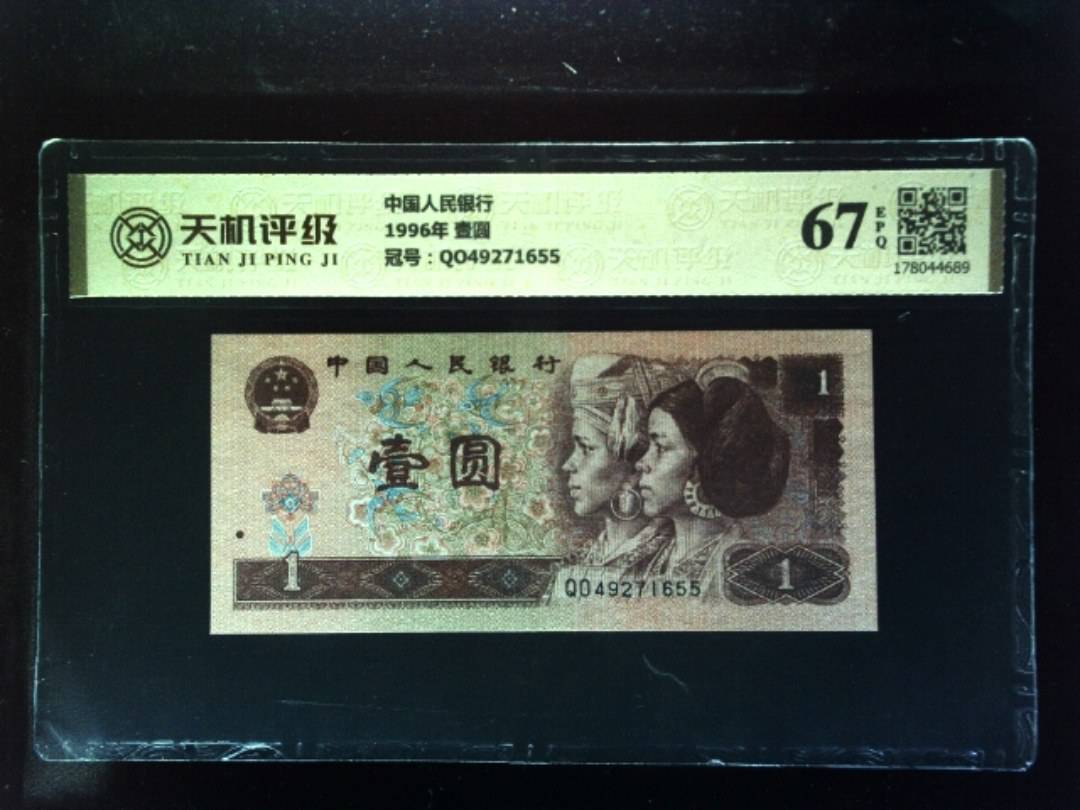 天机评级
TIAN JI PING JI
中国人民银行
1996年 壹圆
冠号：QO49271655
67
EPQ
178044689
中国人民银行
1
壹圆
1
QO49271655
1